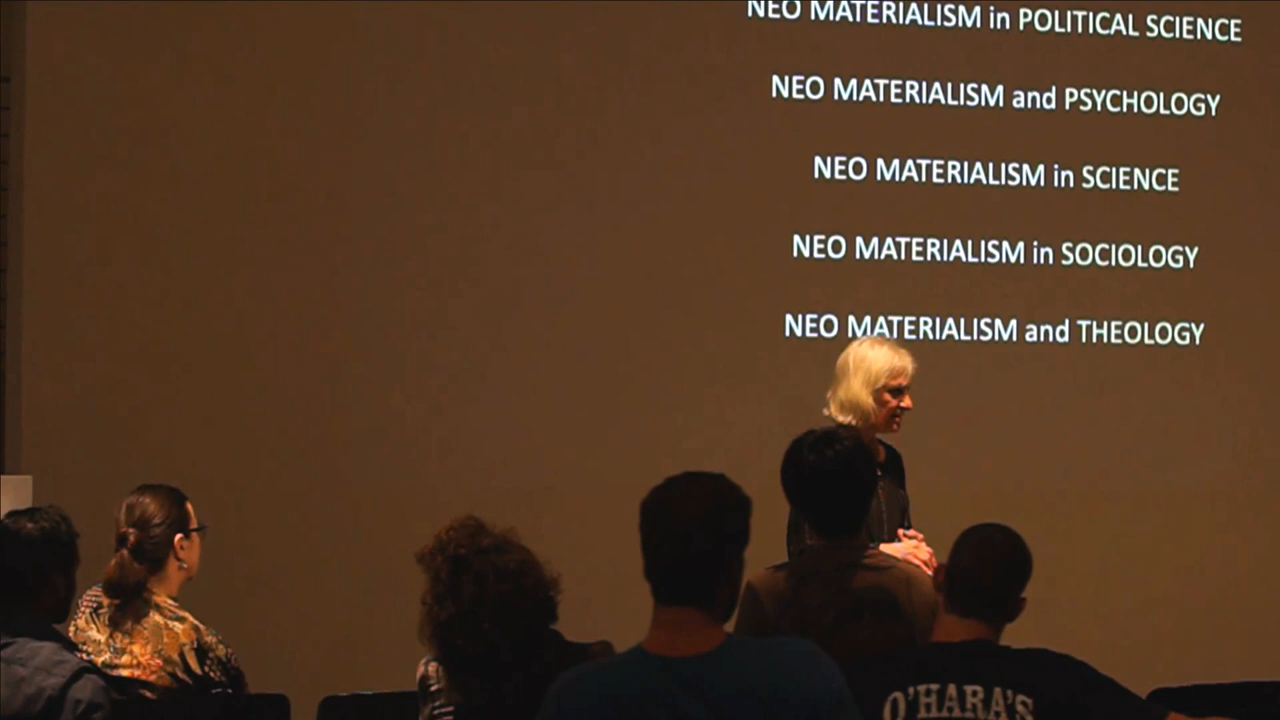 NEO MATERIALISM in POLITICAL SCIENCE
NEO MATERIALISM and PSYCHOLOGY
NEO MATERIALISM in SCIENCE
NEO MATERIALISM in SOCIOLOGY
NEO MATERIALISM and THEOLOGY
O'HARA'S